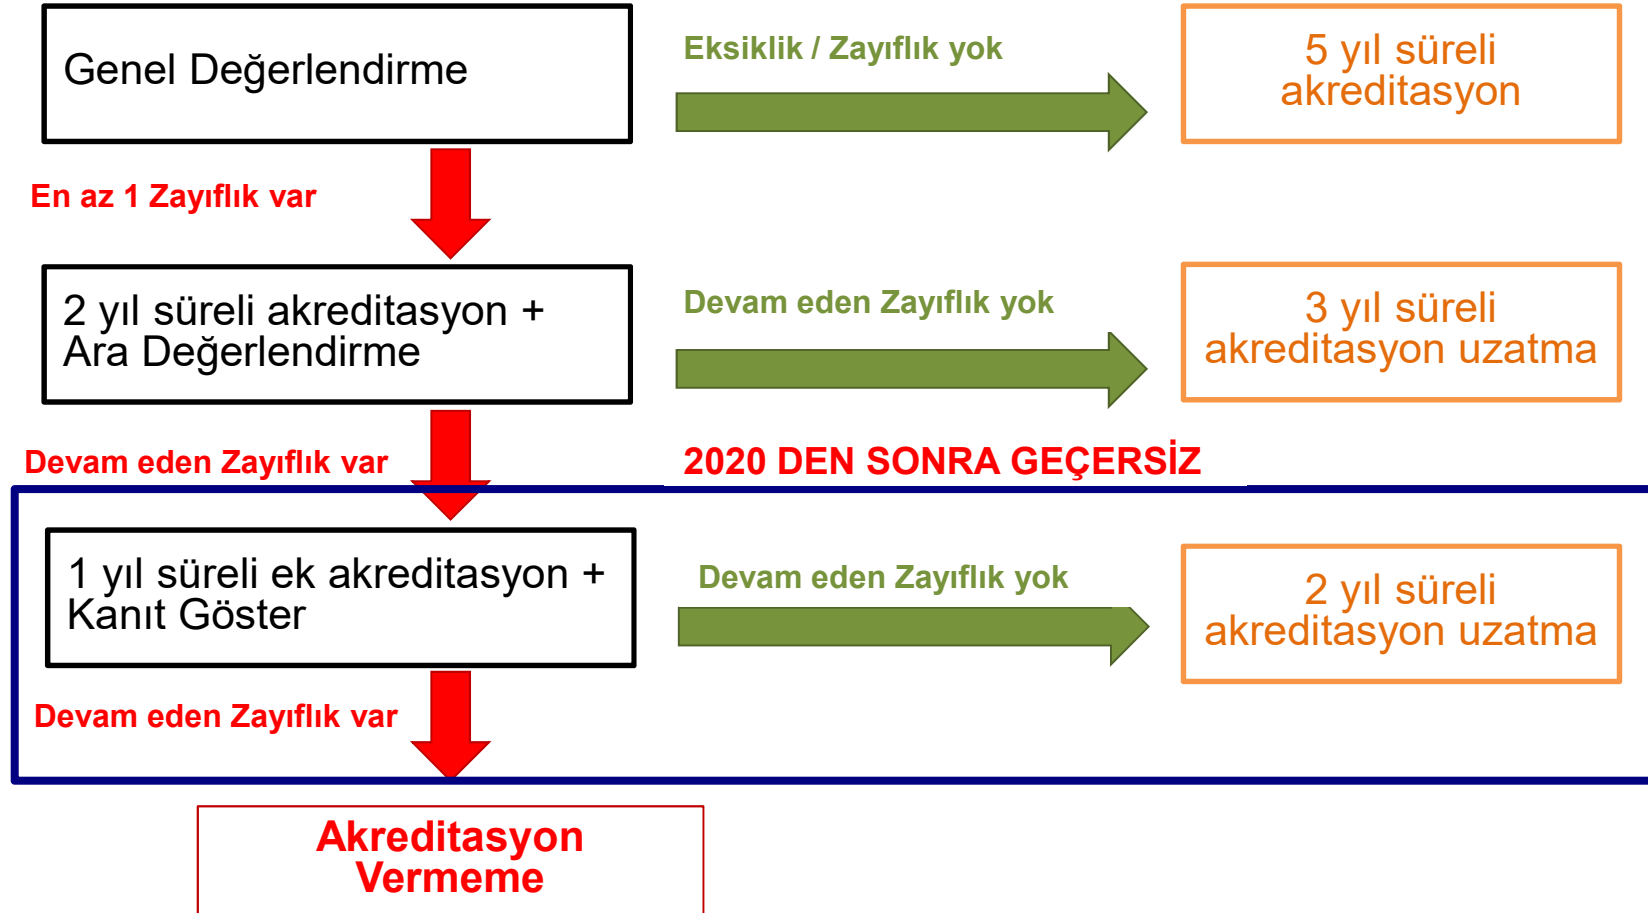 Genel Değerlendirme
Eksiklik / Zayıflık yok
5 yıl süreli
akreditasyon
En az 1 Zayıflık var
2 yıl süreli akreditasyon +
Ara Değerlendirme
Devam eden Zayıflık yok
3 yıl süreli
akreditasyon uzatma
Devam eden Zayıflık var
2020 DEN SONRA GEÇERSİZ
1 yıl süreli ek akreditasyon +
Kanıt Göster
Devam eden Zayıflık yok
2 yıl süreli
akreditasyon uzatma
Devam eden Zayıflık var
Akreditasyon
Vermeme